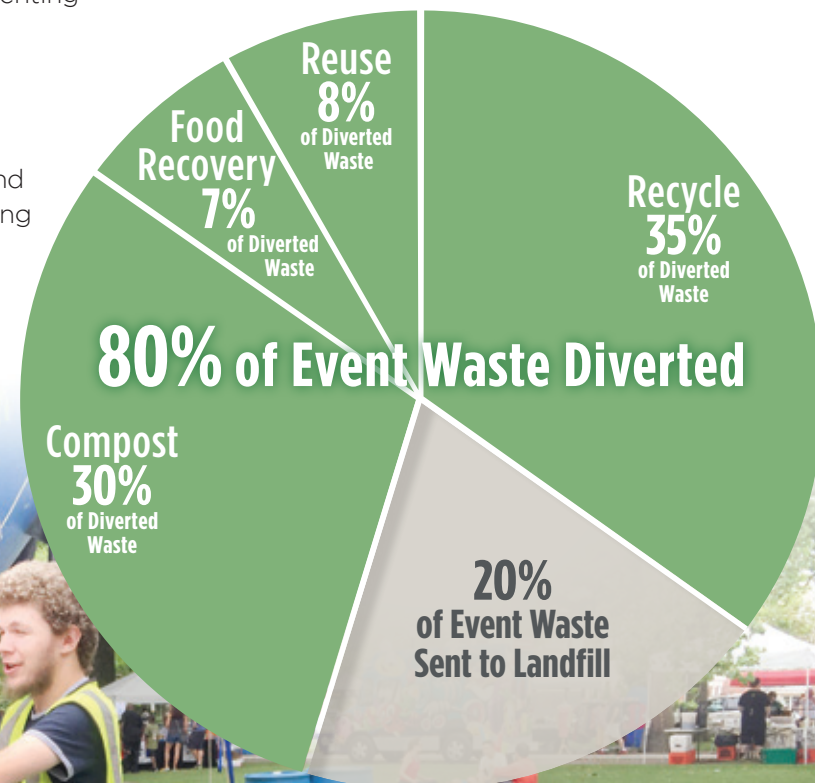 Reuse
8%
of Diverted
Waste
Food
Recovery
7%
of Diverted
Waste
Recycle
35%
of Diverted
Waste
80% of Event Waste Diverted
Compost
30%
of Diverted
Waste
20%
of Event Waste
Sent to Landfill